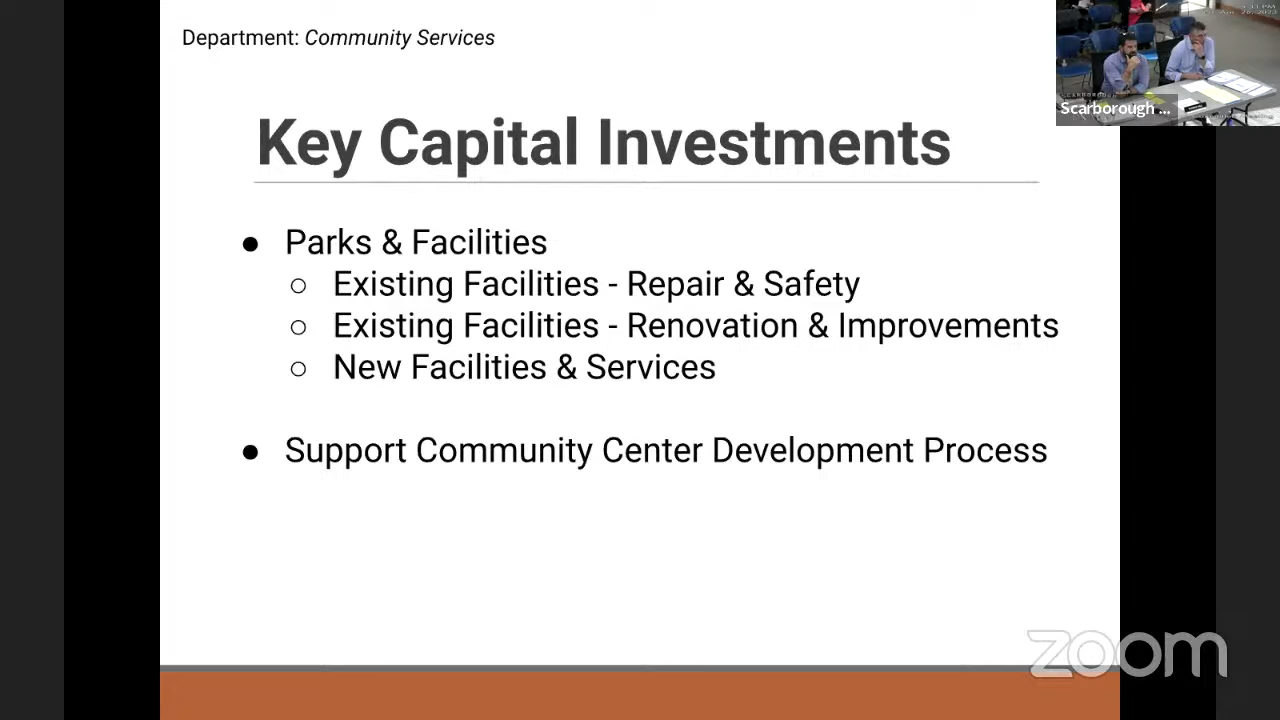 Department: Community Services
Scarborough ...
Key Capital Investments
● Parks & Facilities
○ Existing Facilities - Repair & Safety
○ Existing Facilities - Renovation & Improvements
○ New Facilities & Services
● Support Community Center Development Process
zoom